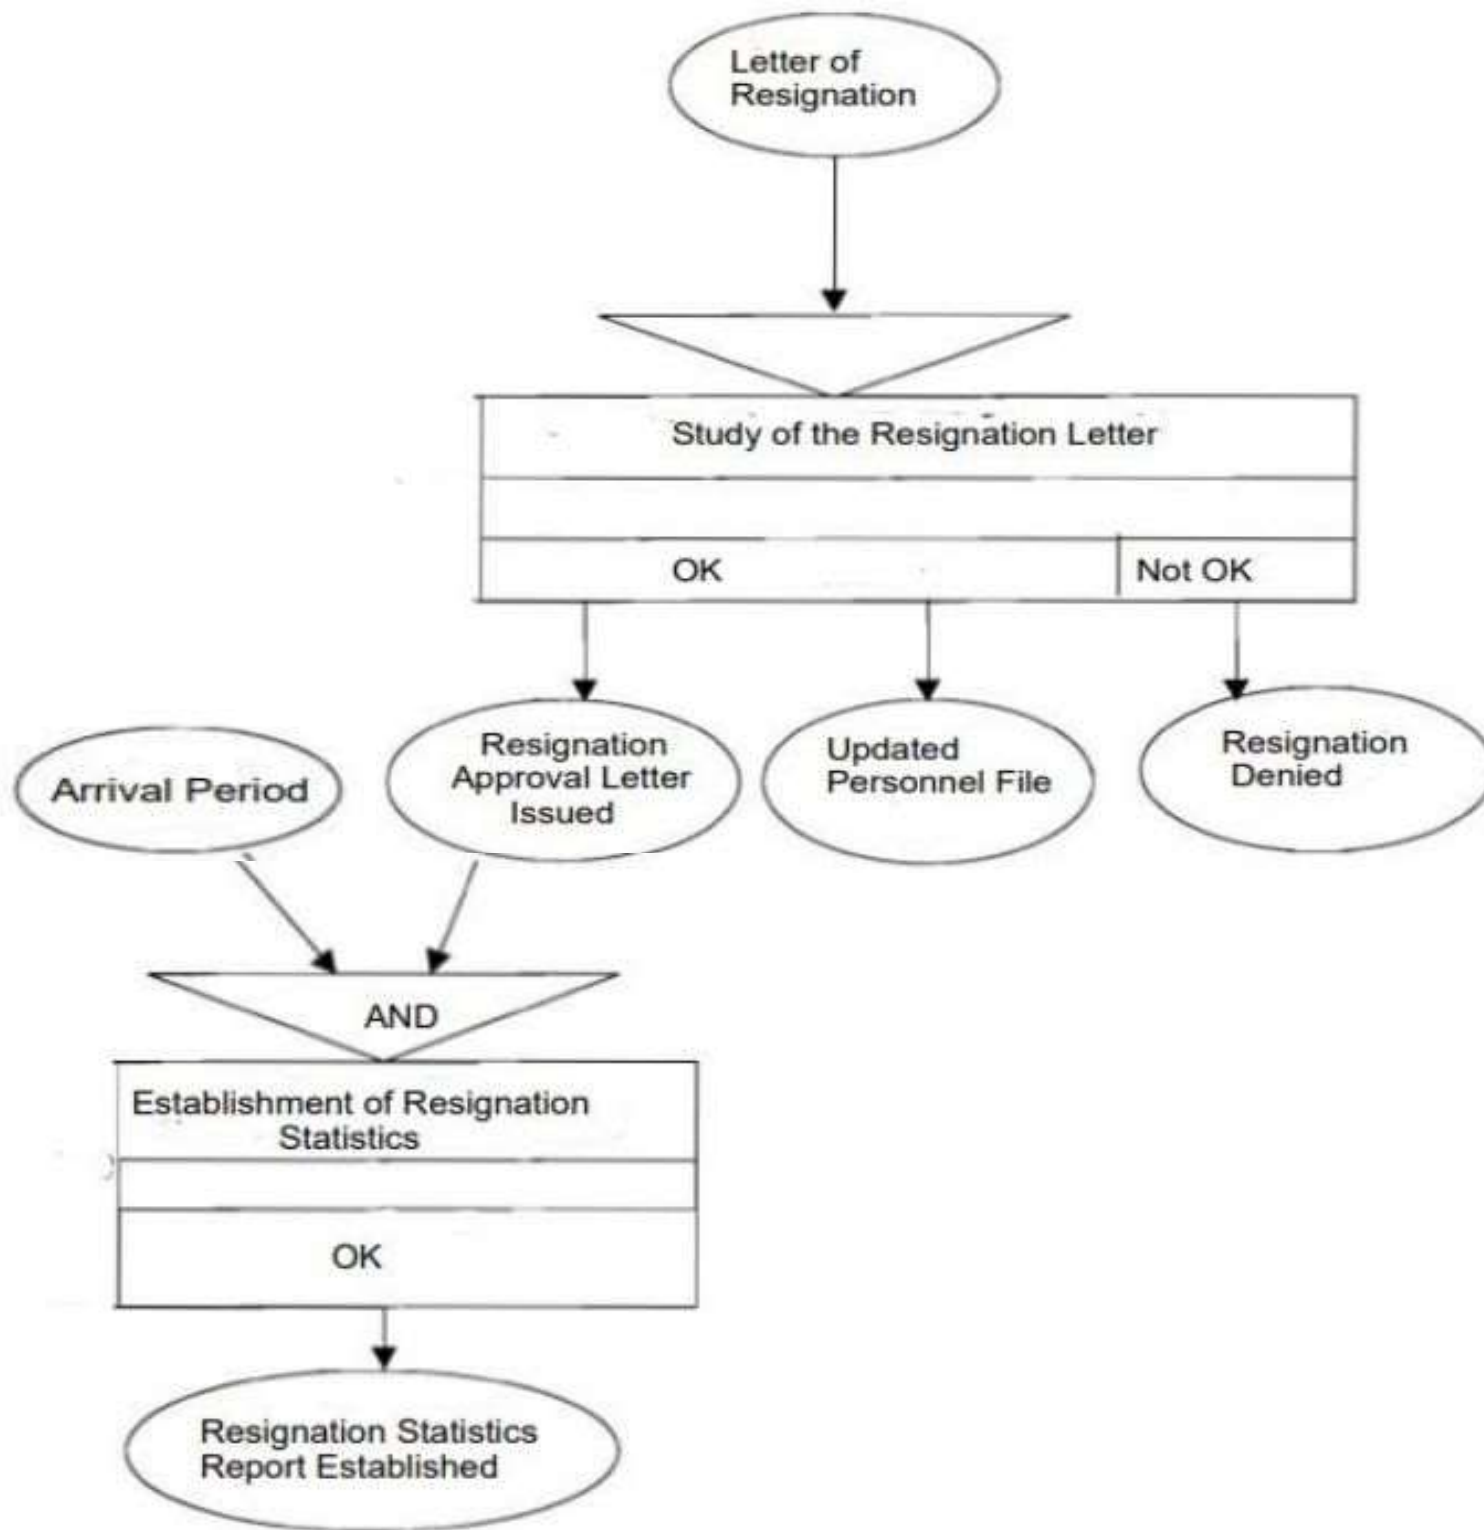 Letter of
Resignation
Study of the Resignation Letter
OK
Not OK
Arrival Period
Resignation
Approval Letter
Issued
Updated
Personnel File
Resignation
Denied
AND
Establishment of Resignation
Statistics
OK
Resignation Statistics
Report Established